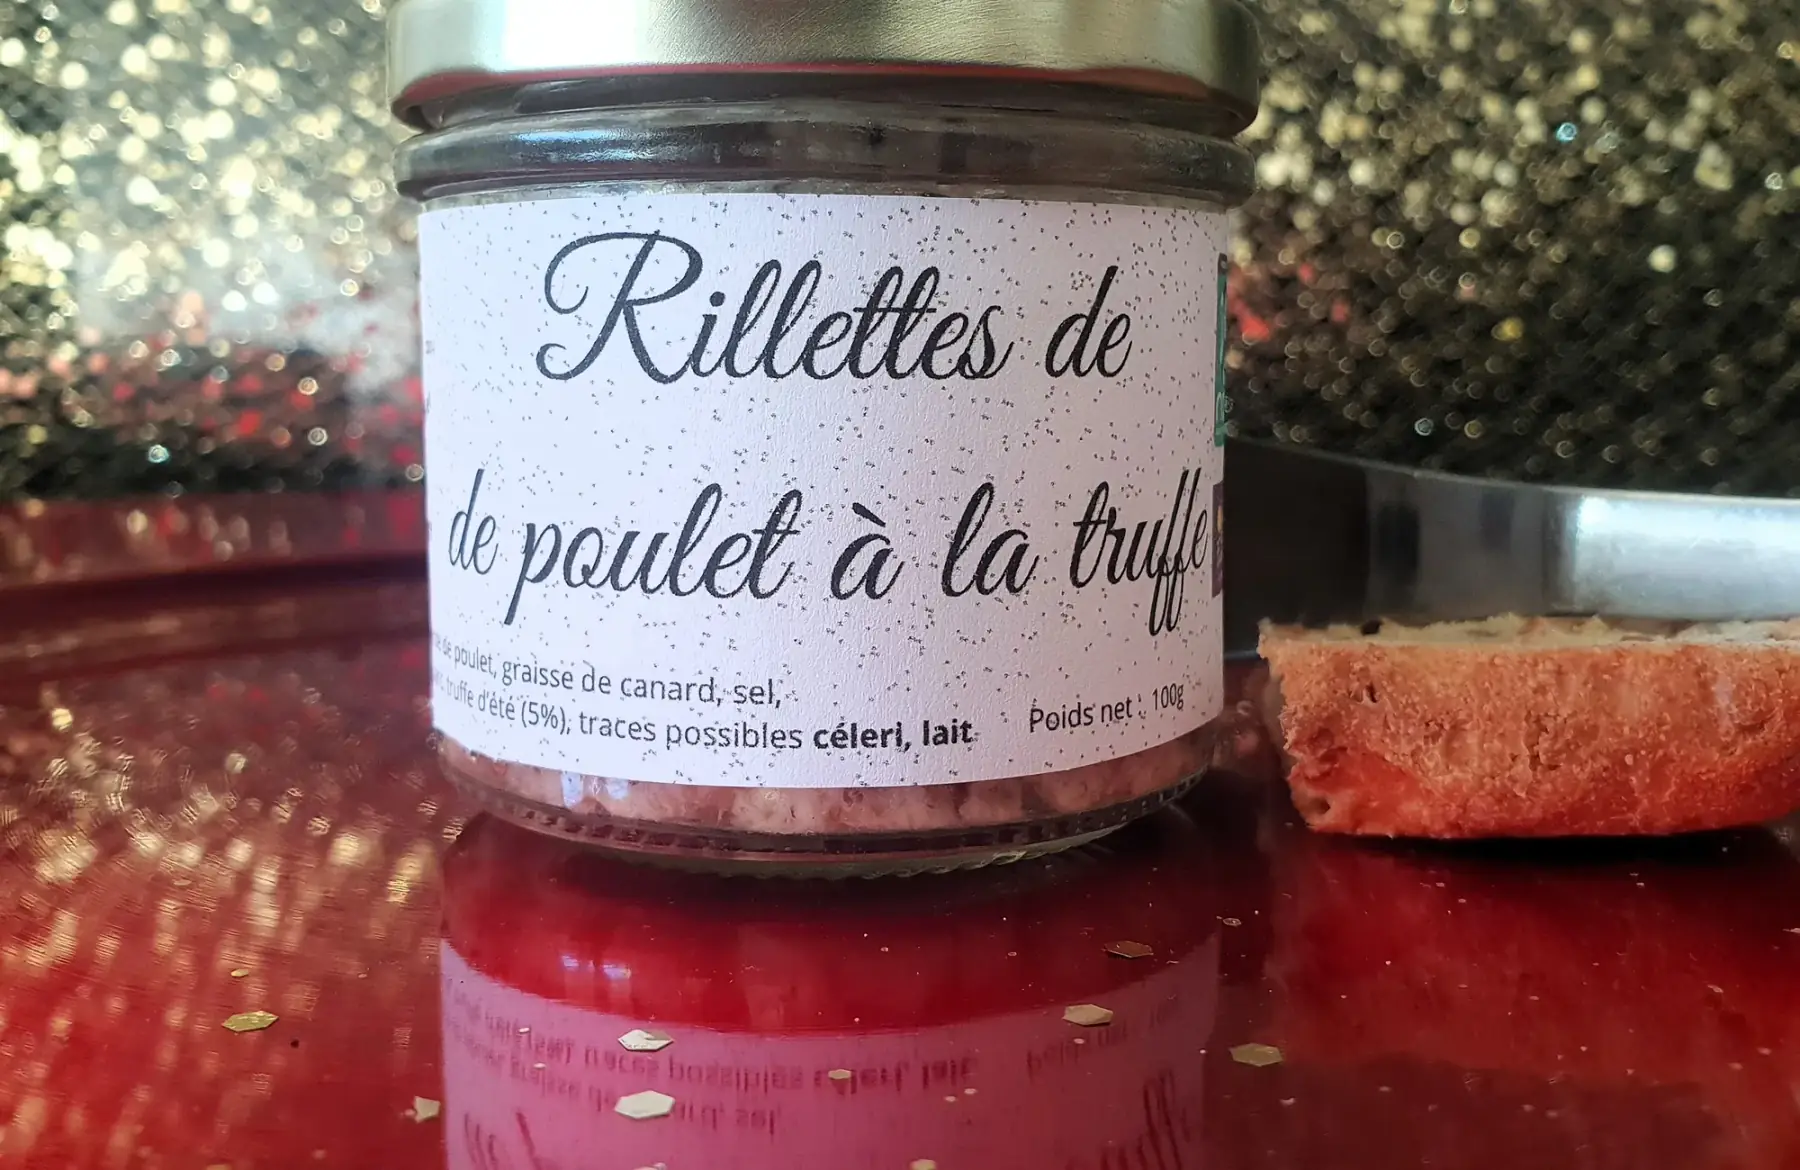 Rillettes de
de poulet à la truffe
de poulet, graisse de canard, sel,
truffe d'été (5%), traces possibles céleri, lait
Poids net : 100g